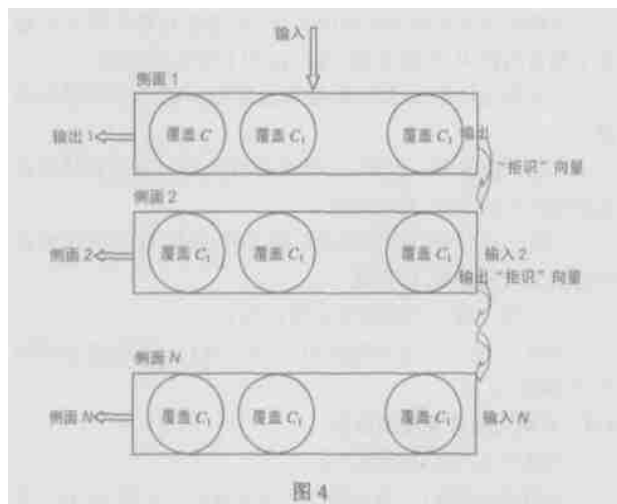 输入
侧面 1
输出 1
覆盖 C
覆盖 C₁
覆盖 C₁
输出
“拒识”向量
侧面 2
侧面 2
覆盖 C₁
覆盖 C₁
覆盖 C₁
输入 2
输出“拒识”向量
侧面 N
侧面 N
覆盖 C₁
覆盖 C₁
覆盖 C₁
输入 N
图 4